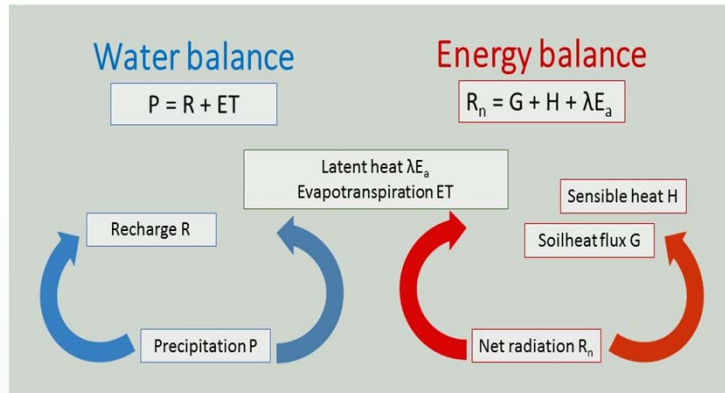 Water balance
P = R + ET
Energy balance
Rₙ = G + H + λEₐ
Latent heat λEₐ
Evapotranspiration ET
Recharge R
Sensible heat H
Soilheat flux G
Precipitation P
Net radiation Rₙ